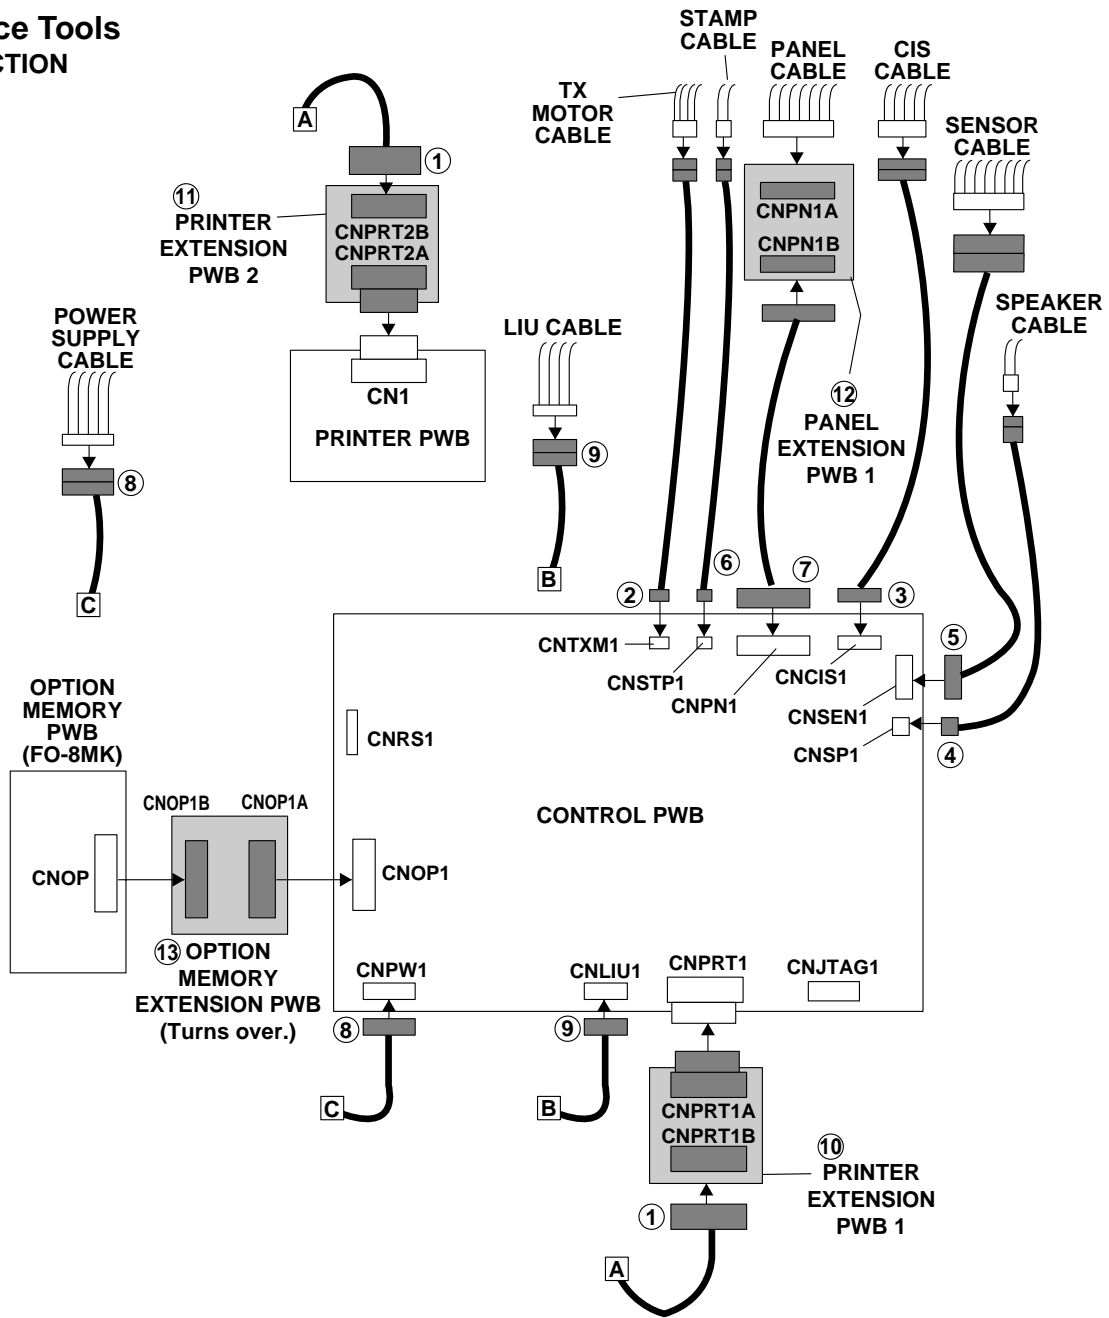 ce Tools
CTION
STAMP
CABLE
PANEL
CABLE
CIS
CABLE
TX
MOTOR
CABLE
SENSOR
CABLE
A
1
11
PRINTER
EXTENSION
PWB 2
CNPRT2B
CNPRT2A
CNPN1A
CNPN1B
POWER
SUPPLY
CABLE
LIU CABLE
SPEAKER
CABLE
CN1
PRINTER PWB
12
PANEL
EXTENSION
PWB 1
8
9
C
B
2
6
7
3
5
4
CNTXM1
CNSTP1
CNPN1
CNCIS1
CNSEN1
CNSP1
OPTION
MEMORY
PWB
(FO-8MK)
CNRS1
CNOP1B
CNOP1A
CONTROL PWB
CNOP
CNOP1
13 OPTION
MEMORY
EXTENSION PWB
(Turns over.)
CNPW1
CNLIU1
CNPRT1
CNJTAG1
8
9
C
B
CNPRT1A
CNPRT1B
10
PRINTER
EXTENSION
PWB 1
1
A